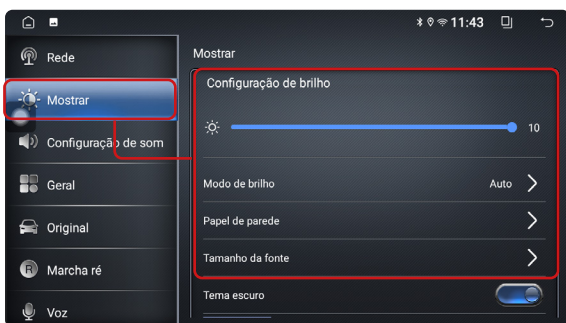 11:43
Rede
Mostrar
Configuração de som
Geral
Original
R Marcha ré
Voz
Mostrar
Configuração de brilho
10
Modo de brilho Auto
Papel de parede
Tamanho da fonte
Tema escuro